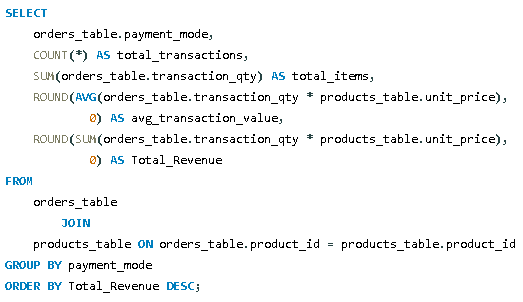 SELECT
    orders_table.payment_mode,
    COUNT(*) AS total_transactions,
    SUM(orders_table.transaction_qty) AS total_items,
    ROUND(AVG(orders_table.transaction_qty * products_table.unit_price),
            0) AS avg_transaction_value,
    ROUND(SUM(orders_table.transaction_qty * products_table.unit_price),
            0) AS Total_Revenue
FROM
    orders_table
        JOIN
    products_table ON orders_table.product_id = products_table.product_id
GROUP BY payment_mode
ORDER BY Total_Revenue DESC;